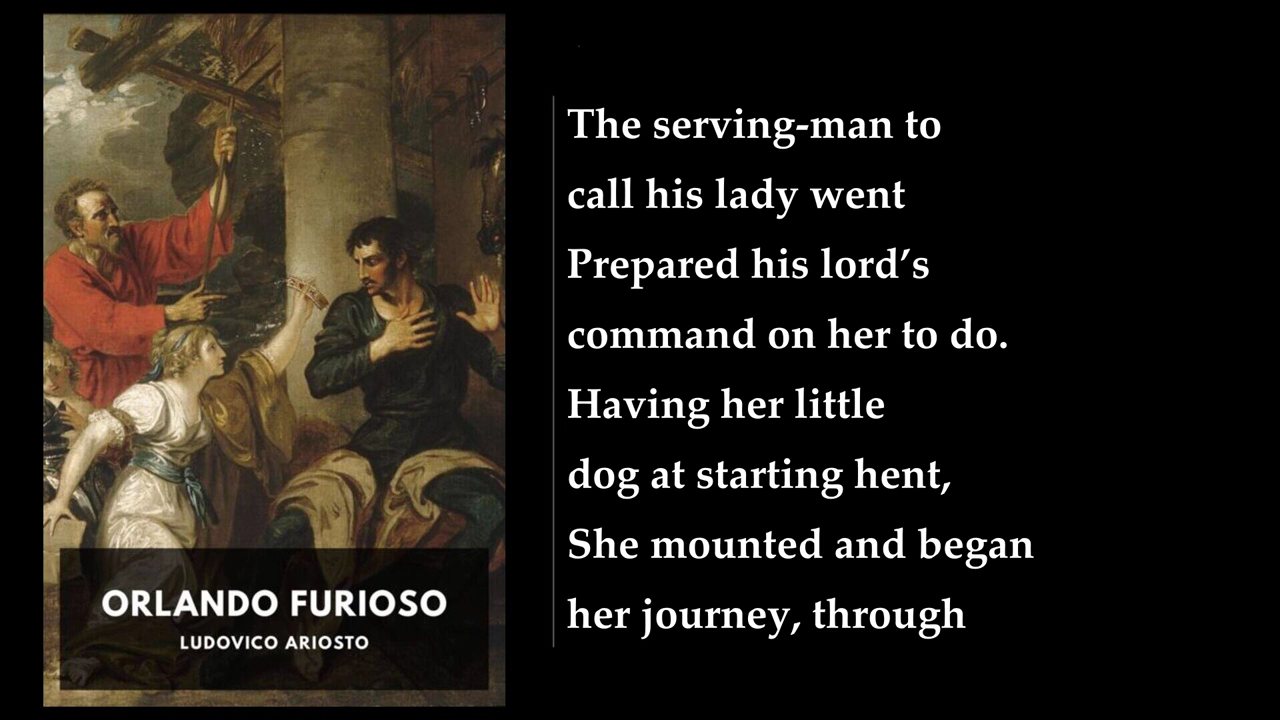 ORLANDO FURIOSO
LUDOVICO ARIOSTO
The serving-man to
call his lady went
Prepared his lord’s
command on her to do.
Having her little
dog at starting hent,
She mounted and began
her journey, through